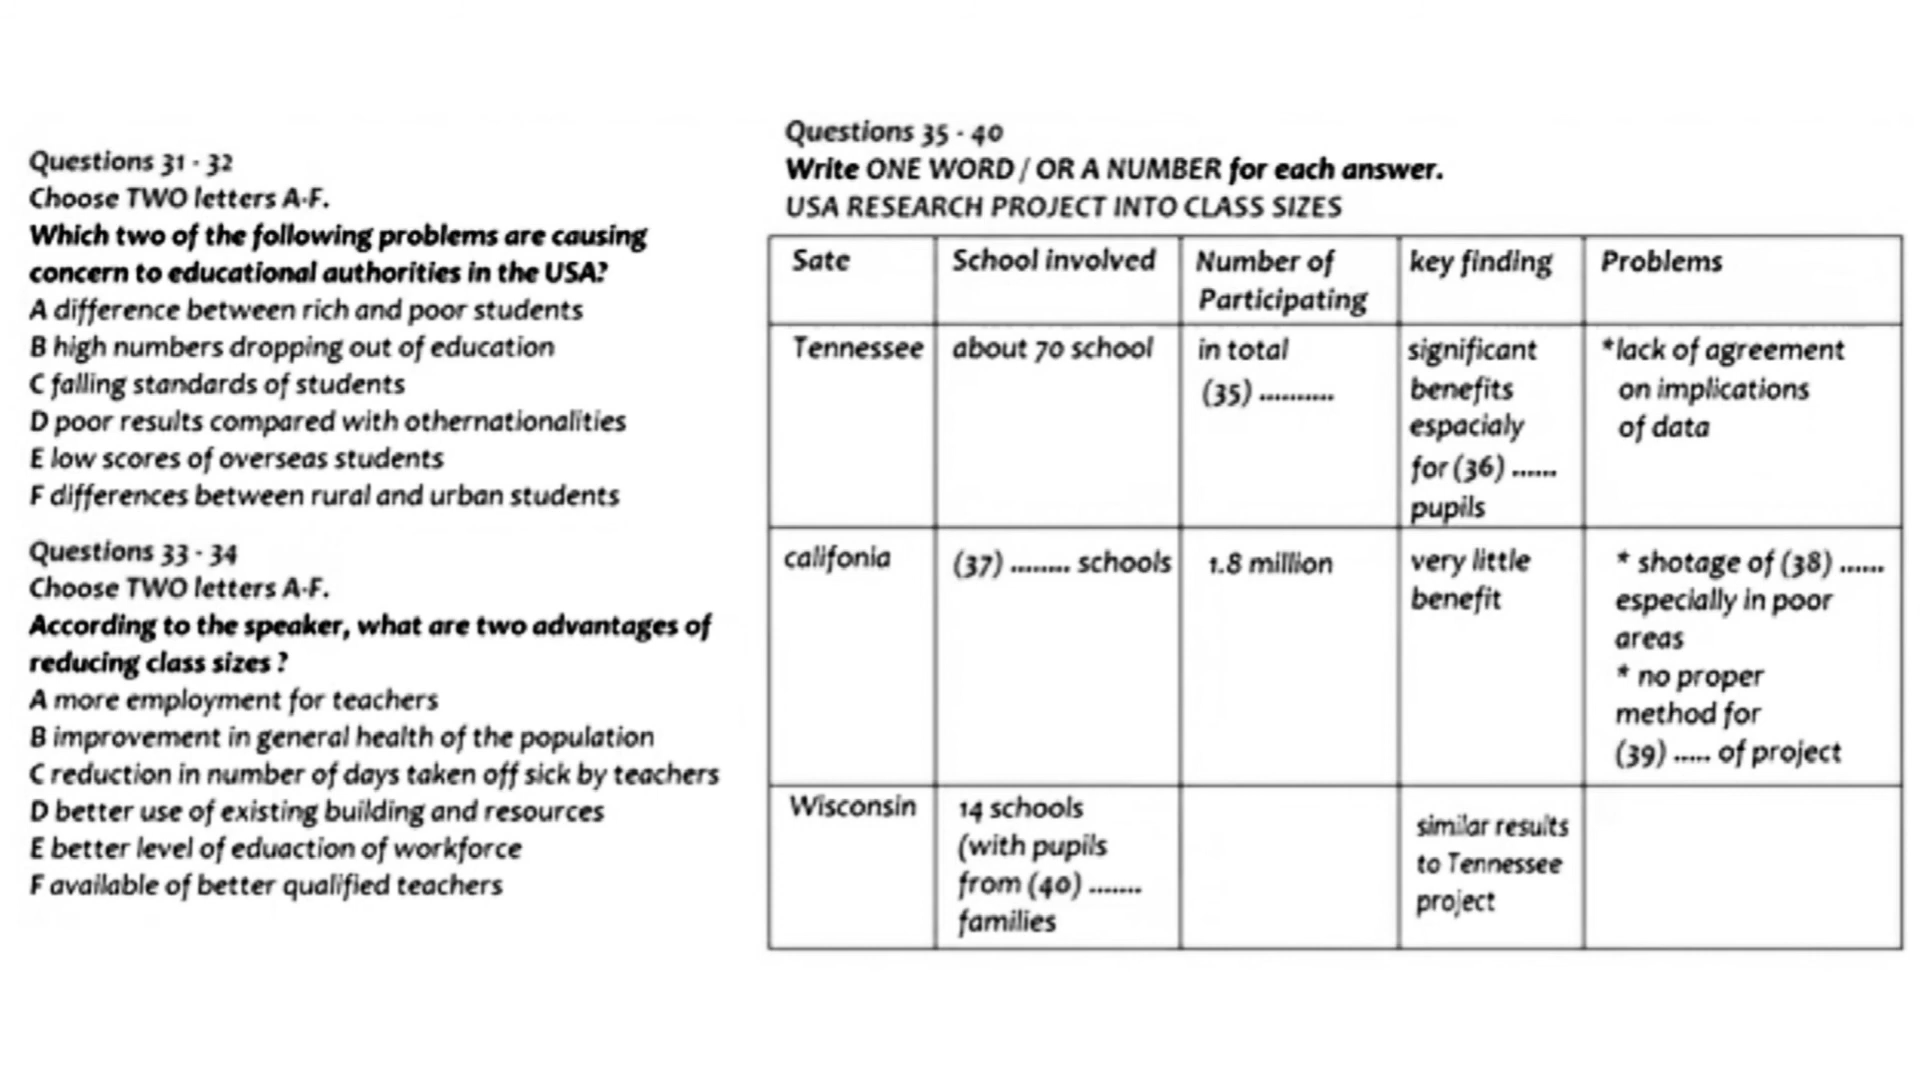 Questions 31 - 32
Choose TWO letters A-F.
Which two of the following problems are causing
concern to educational authorities in the USA?
A difference between rich and poor students
B high numbers dropping out of education
C falling standards of students
D poor results compared with othernationalities
E low scores of overseas students
F differences between rural and urban students
Questions 33 - 34
Choose TWO letters A-F.
According to the speaker, what are two advantages of
reducing class sizes ?
A more employment for teachers
B improvement in general health of the population
C reduction in number of days taken off sick by teachers
D better use of existing building and resources
E better level of eduaction of workforce
F available of better qualified teachers
Questions 35 - 40
Write ONE WORD / OR A NUMBER for each answer.
USA RESEARCH PROJECT INTO CLASS SIZES
Sate
School involved
Number of
Participating
key finding
Problems
Tennessee
about 70 school
in total
(35) ..........
significant
benefits
espacialy
for (36) ......
pupils
*lack of agreement
on implications
of data
califonia
(37) ........ schools
1.8 million
very little
benefit
* shotage of (38) ......
especially in poor
areas
* no proper
method for
(39) ..... of project
Wisconsin
14 schools
(with pupils
from (40) .......
families
similar results
to Tennessee
project